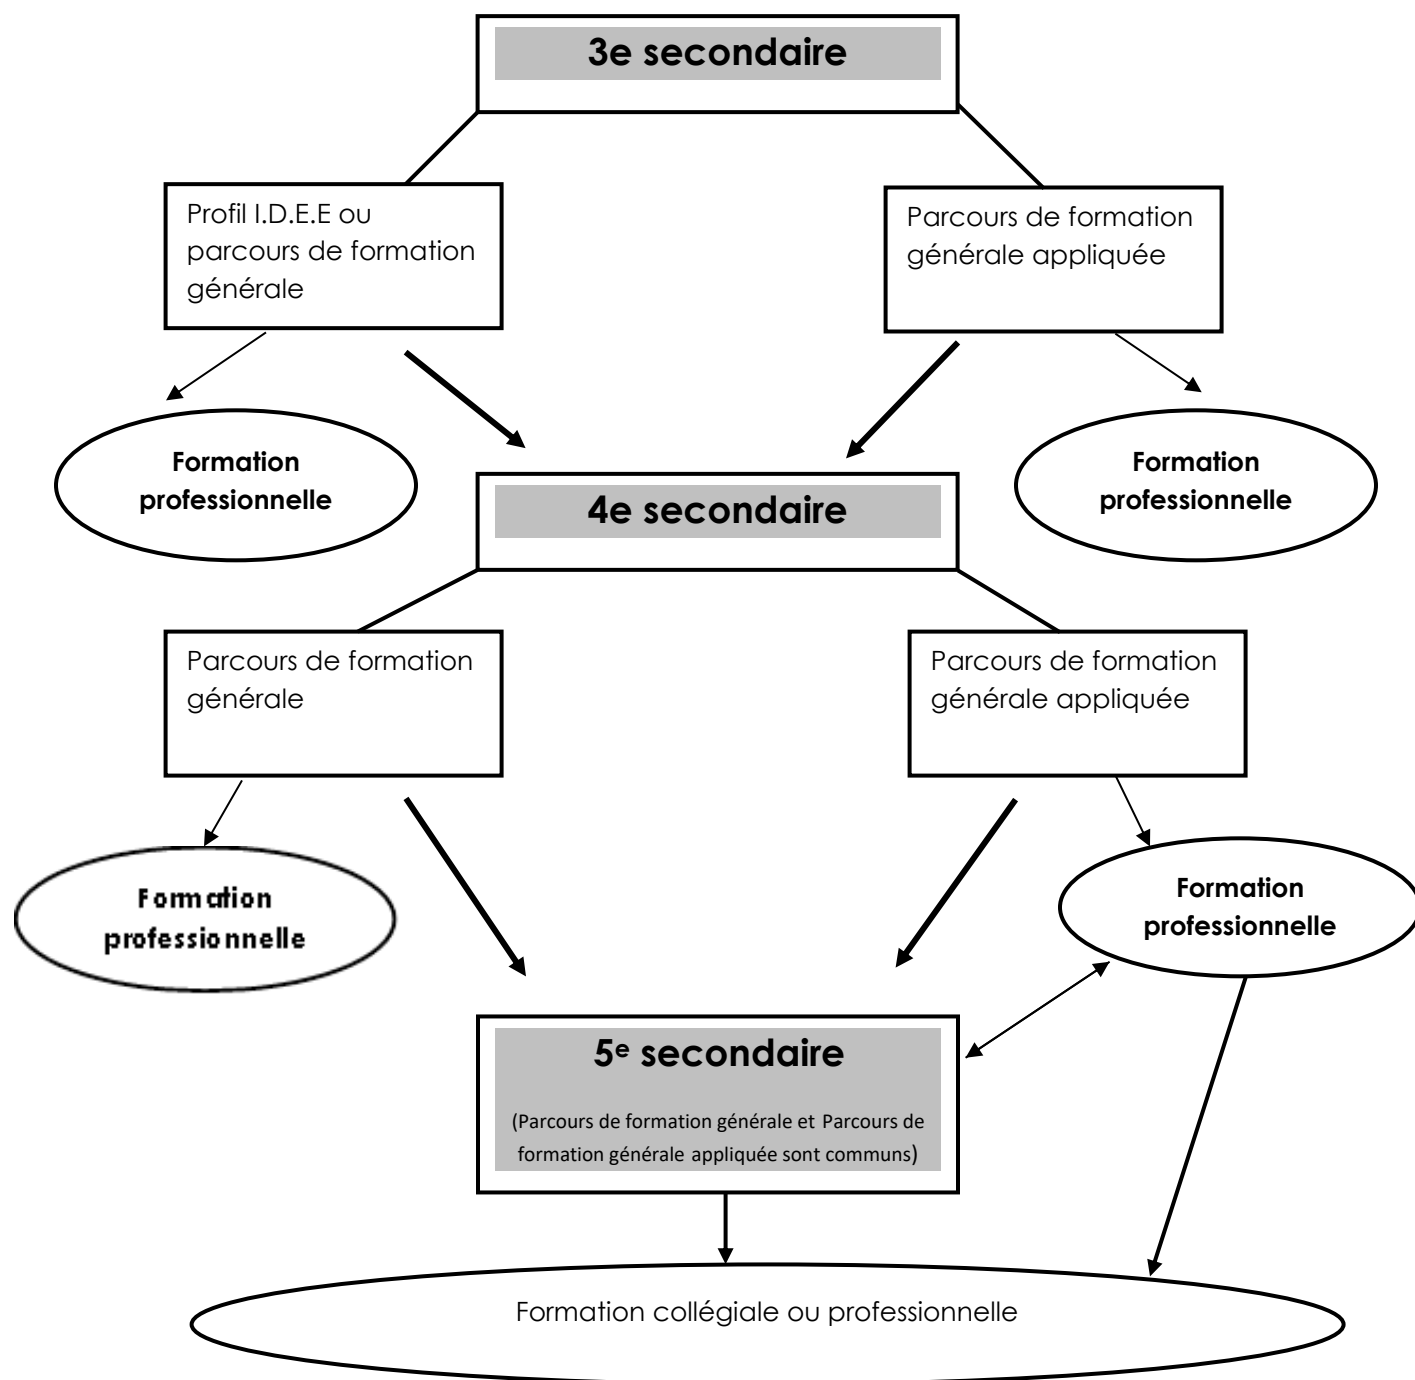 3e secondaire
Profil I.D.E.E ou
parcours de formation
générale
Parcours de formation
générale appliquée
Formation
professionnelle
Formation
professionnelle
4e secondaire
Parcours de formation
générale
Parcours de formation
générale appliquée
Formation
professionnelle
Formation
professionnelle
5e secondaire
(Parcours de formation générale et Parcours de
formation générale appliquée sont communs)
Formation collégiale ou professionnelle